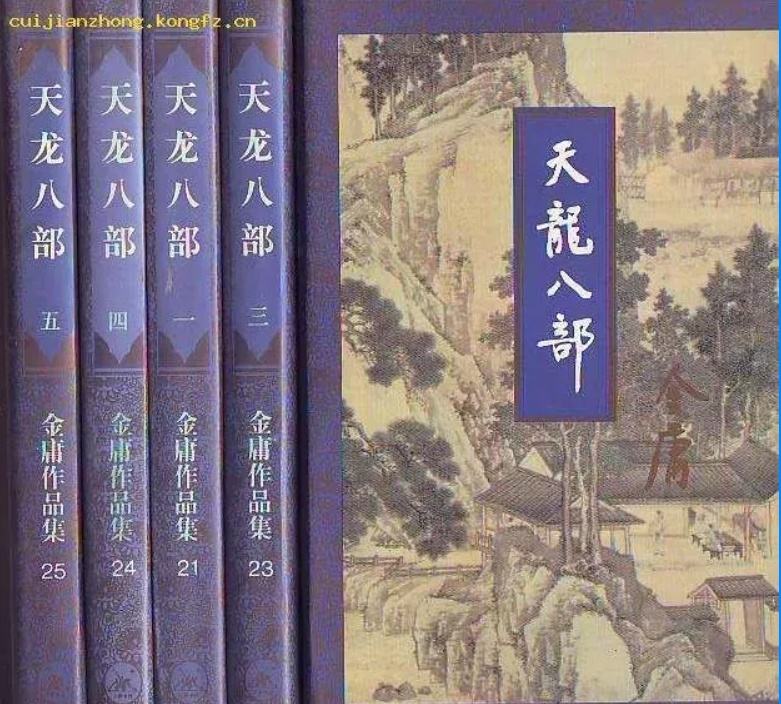 cuijianzhong.kongfz.cn
天龙八部
五
金庸作品集
25
天龙八部
四
金庸作品集
24
天龙八部
一
金庸作品集
21
天龙八部
三
金庸作品集
23
天龍八部
金庸